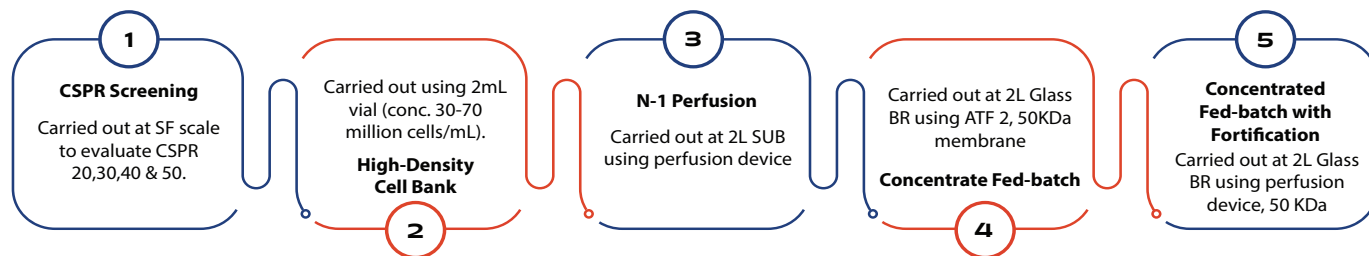 1
CSPR Screening
Carried out at SF scale
to evaluate CSPR
20,30,40 & 50.
Carried out using 2mL
vial (conc. 30-70
million cells/mL).
High-Density
Cell Bank
2
3
N-1 Perfusion
Carried out at 2L SUB
using perfusion device
Carried out at 2L Glass
BR using ATF 2, 50KDa
membrane
Concentrate Fed-batch
4
5
Concentrated
Fed-batch with
Fortification
Carried out at 2L Glass
BR using perfusion
device, 50 KDa